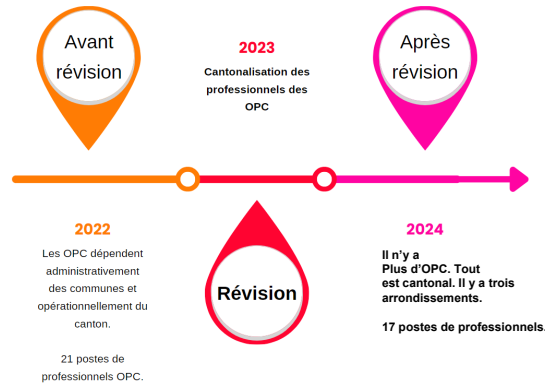 Avant
révision
2022
Les OPC dépendent
administrativement
des communes et
opérationnellement du
canton.
21 postes de
professionnels OPC.
2023
Cantonalisation des
professionnels des
OPC
Révision
Après
révision
2024
Il n'y a
Plus d'OPC. Tout
est cantonal. Il y a trois
arrondissements.
17 postes de professionnels.